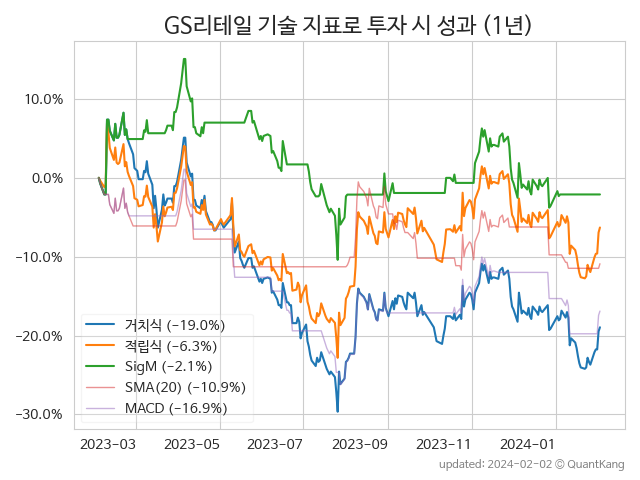 GS리테일 기술 지표로 투자 시 성과 (1년)
10.0%
0.0%
−10.0%
−20.0%
−30.0%
거치식 (−19.0%)
적립식 (−6.3%)
SigM (−2.1%)
SMA(20) (−10.9%)
MACD (−16.9%)
2023-03 2023-05 2023-07 2023-09 2023-11 2024-01
updated: 2024-02-02 © QuantKang